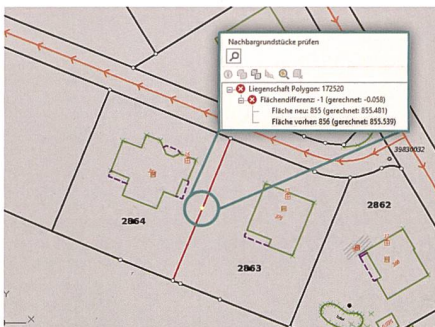 Nachbargrundstücke prüfen
Liegenschaft Polygon: 172520
Flächendifferenz: -1 (gerechnet: -0.058)
Fläche neu: 855 (gerechnet: 855.481)
Fläche vorher: 856 (gerechnet: 855.539)
39830032
2864
2862
2863
Y
X